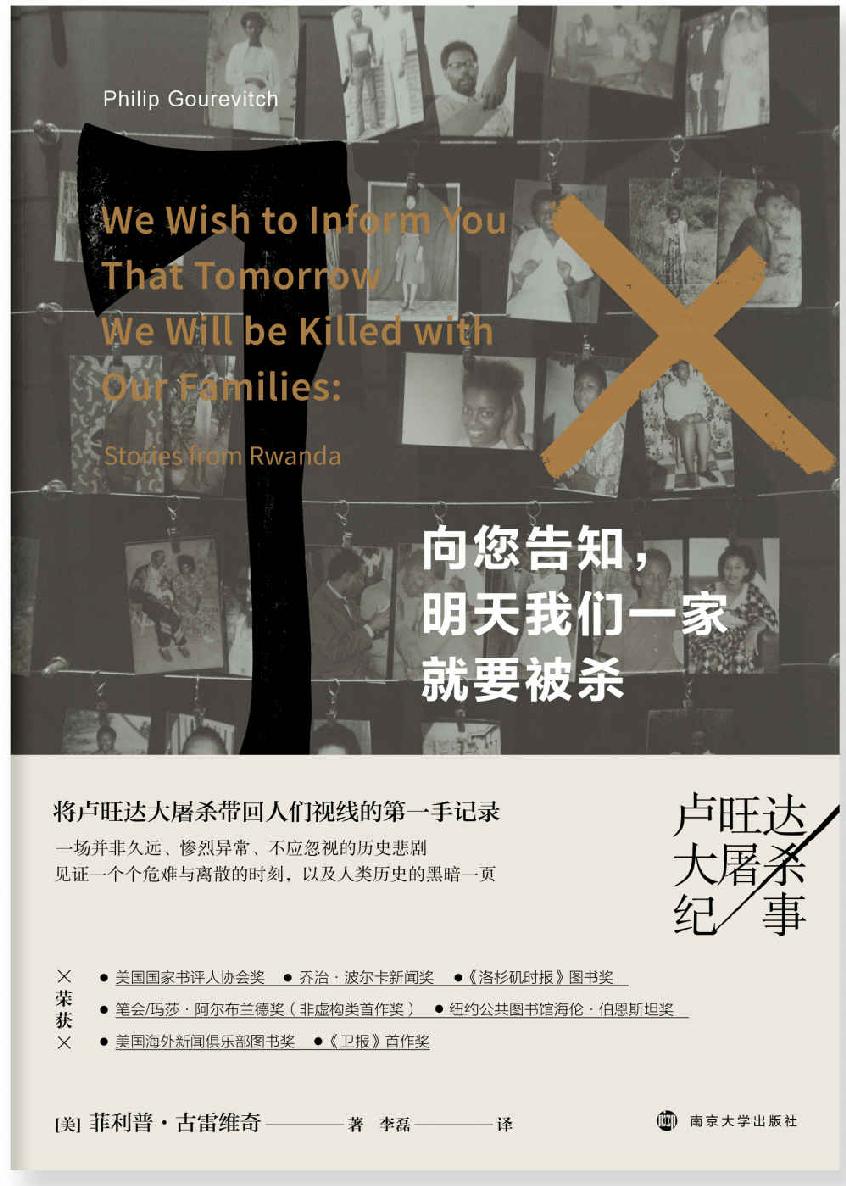 Philip Gourevitch
We Wish to Inform You
That Tomorrow
We Will be Killed with
Our Families:
Stories from Rwanda
向您告知，
明天我们一家
就要被杀
将卢旺达大屠杀带回人们视线的第一手记录
一场并非久远、惨烈异常、不应忽视的历史悲剧
见证一个个危难与离散的时刻，以及人类历史的黑暗一页
卢旺达
大屠杀
纪事
荣获
● 美国国家书评人协会奖 ● 乔治·波尔卡新闻奖 ●《洛杉矶时报》图书奖
● 笔会/玛莎·阿尔布兰德奖（非虚构类首作奖） ● 纽约公共图书馆海伦·伯恩斯坦奖
● 美国海外新闻俱乐部图书奖 ●《卫报》首作奖
[美] 菲利普·古雷维奇 著 李磊 译
南京大学出版社